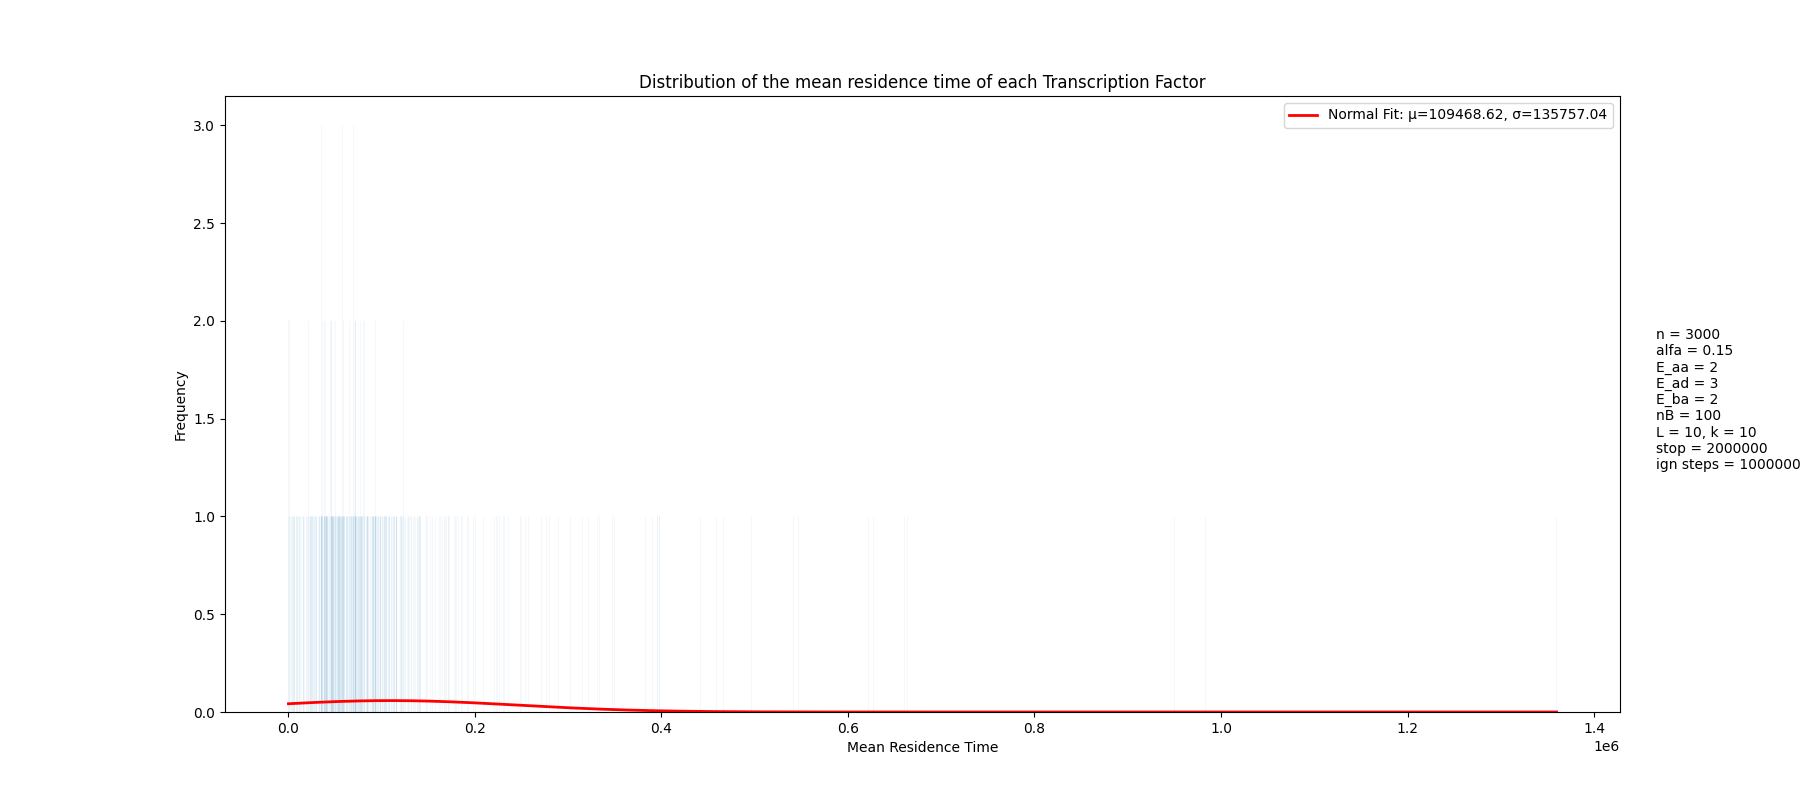 Distribution of the mean residence time of each Transcription Factor
Normal Fit: μ=109468.62, σ=135757.04
3.0
2.5
2.0
1.5
1.0
0.5
0.0
Frequency
0.0 0.2 0.4 0.6 0.8 1.0 1.2 1.4
1e6
Mean Residence Time
n = 3000
alfa = 0.15
E_aa = 2
E_ad = 3
E_ba = 2
nB = 100
L = 10, k = 10
stop = 2000000
ign steps = 1000000